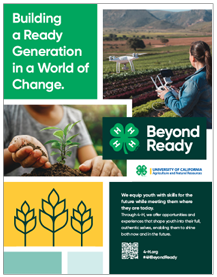 Building
a Ready
Generation
in a World of
Change.
Beyond
Ready
UNIVERSITY OF CALIFORNIA
Agriculture and Natural Resources
We equip youth with skills for the
future while meeting them where
they are today.
Through 4-H, we offer opportunities and
experiences that shape youth into their full,
authentic selves, enabling them to shine
both now and in the future.
4-H.org
#4HBeyondReady